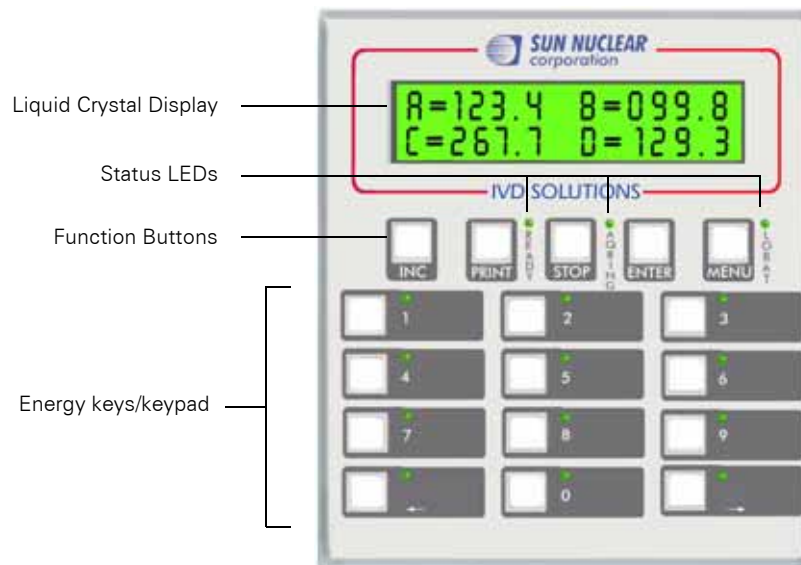 SUN NUCLEAR
corporation
Liquid Crystal Display
A=123.4 B=099.8
C=267.7 D=129.3
Status LEDs
IVD SOLUTIONS
Function Buttons
INC PRINT READY STOP AQRING ENTER MENU LOBAT
1 2 3
4 5 6
Energy keys/keypad
7 8 9
← 0 →